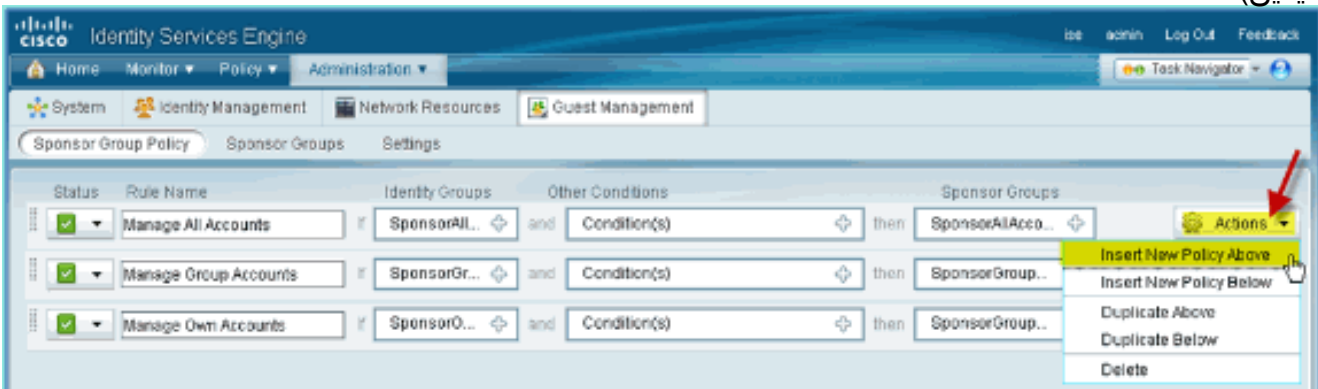 cisco Identity Services Engine ise admin Log Out Feedback
Home Monitor Policy Administration Task Navigator
System Identity Management Network Resources Guest Management
Sponsor Group Policy Sponsor Groups Settings
Status Rule Name Identity Groups Other Conditions Sponsor Groups
Manage All Accounts If SponsorAll... and Condition(s) then SponsorAllAcco... Actions
Insert New Policy Above
Manage Group Accounts If SponsorGr... and Condition(s) then SponsorGroup...
Insert New Policy Below
Duplicate Above
Manage Own Accounts If SponsorO... and Condition(s) then SponsorGroup...
Duplicate Below
Delete